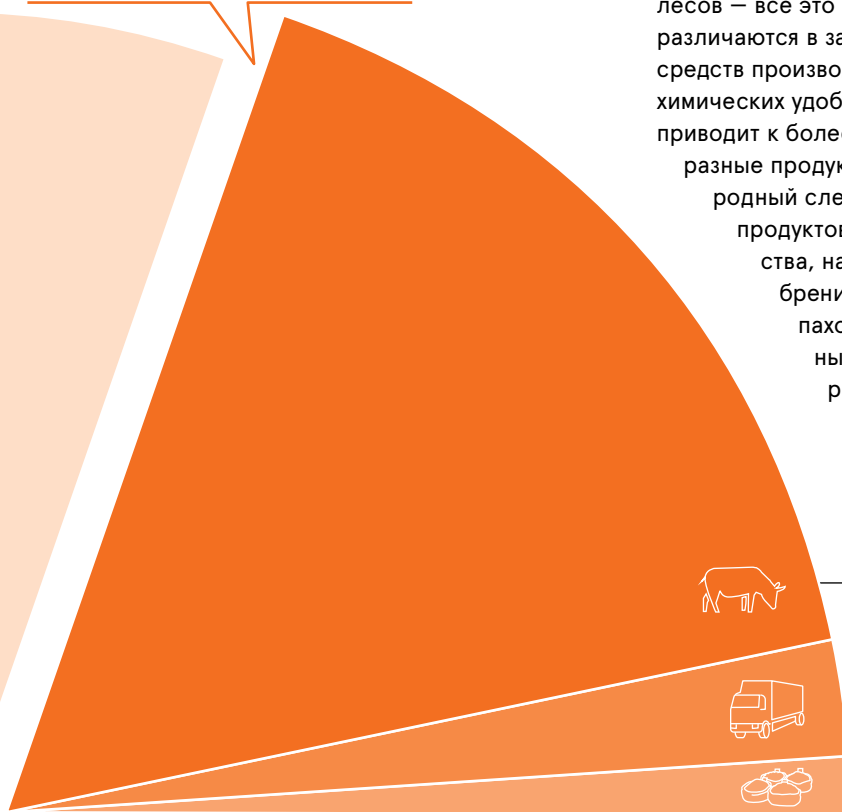 лесов — все это
различаются в за
средств произво
химических удоб
приводит к боле
разные продук
родный сле
продуктов
ства, на
брени
пахо
ны
р